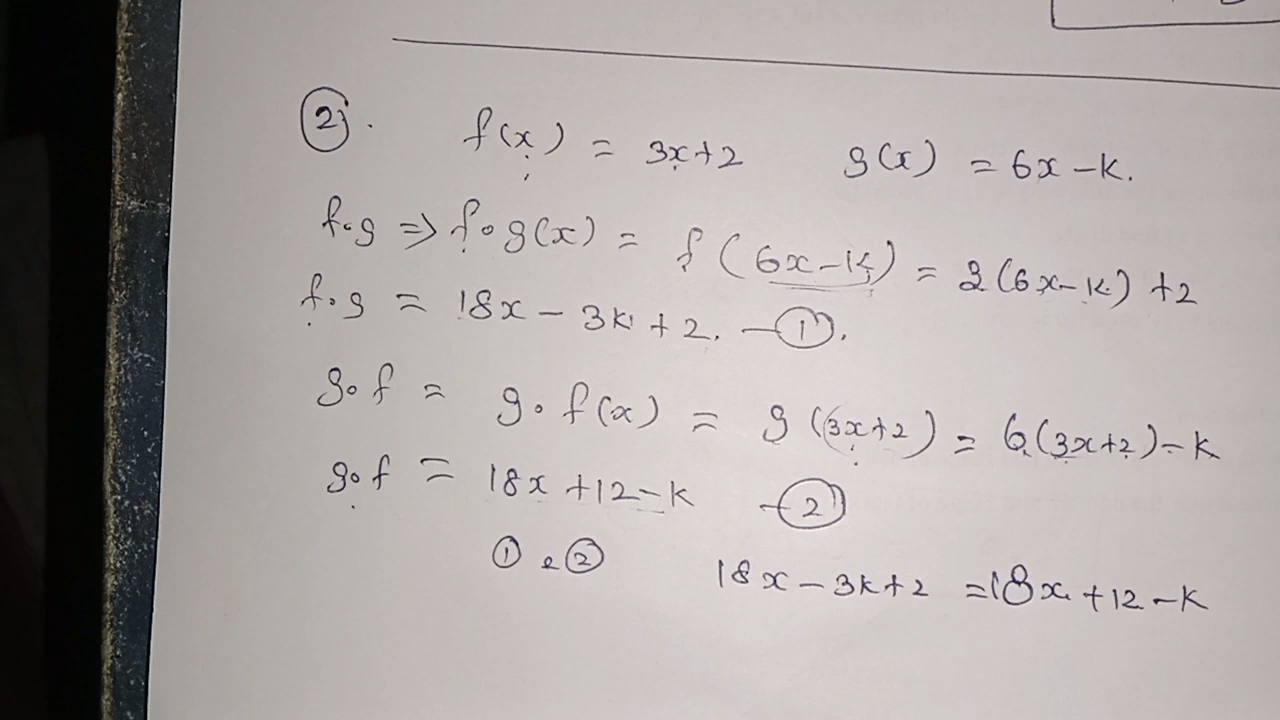 2). f(x) = 3x+2 g(x) = 6x-k.
f∘g => f∘g(x) = f(6x-k) = 3(6x-k)+2
f∘g = 18x - 3k + 2. -①.
g∘f = g∘f(x) = g(3x+2) = 6(3x+2)-k
g∘f = 18x+12-k -②
① & ② 18x-3k+2 =18x+12-k